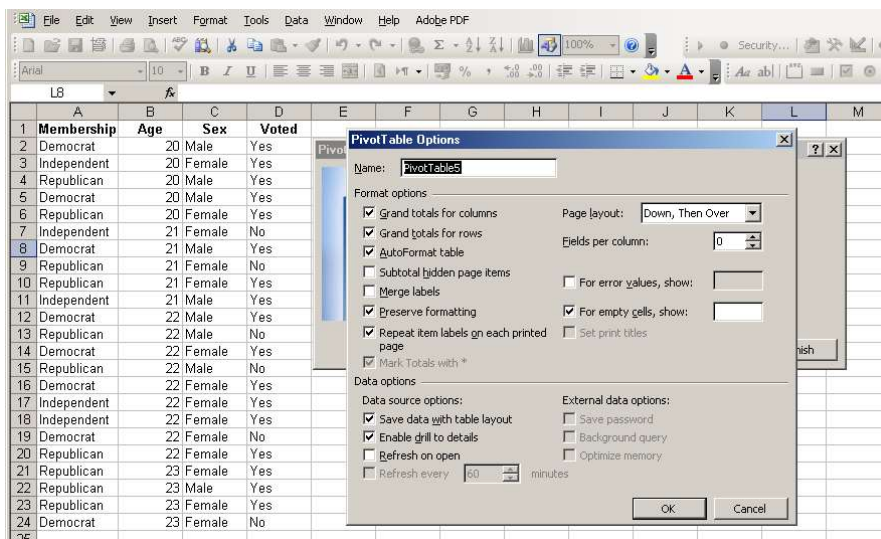 File Edit View Insert Format Tools Data Window Help Adobe PDF
100% Security...
Arial 10 B I U Aa ab|
L8 fx
A B C D E F G H I J K L M
1 Membership Age Sex Voted
2 Democrat 20 Male Yes
3 Independent 20 Female Yes
4 Republican 20 Male Yes
5 Democrat 20 Male Yes
6 Republican 20 Female Yes
7 Independent 21 Female No
8 Democrat 21 Male Yes
9 Republican 21 Female No
10 Republican 21 Female Yes
11 Independent 21 Male Yes
12 Democrat 22 Male Yes
13 Republican 22 Male No
14 Democrat 22 Female Yes
15 Republican 22 Male No
16 Democrat 22 Female Yes
17 Independent 22 Female Yes
18 Independent 22 Female Yes
19 Democrat 22 Female No
20 Republican 22 Female Yes
21 Republican 23 Female Yes
22 Republican 23 Male Yes
23 Republican 23 Female Yes
24 Democrat 23 Female No
25
Pivot
nish
PivotTable Options
Name: PivotTable5
Format options
Grand totals for columns
Grand totals for rows
AutoFormat table
Subtotal hidden page items
Merge labels
Preserve formatting
Repeat item labels on each printed
page
Mark Totals with *
Page layout: Down, Then Over
Fields per column: 0
For error values, show:
For empty cells, show:
Set print titles
Data options
Data source options:
Save data with table layout
Enable drill to details
Refresh on open
Refresh every 60 minutes
External data options:
Save password
Background query
Optimize memory
OK Cancel